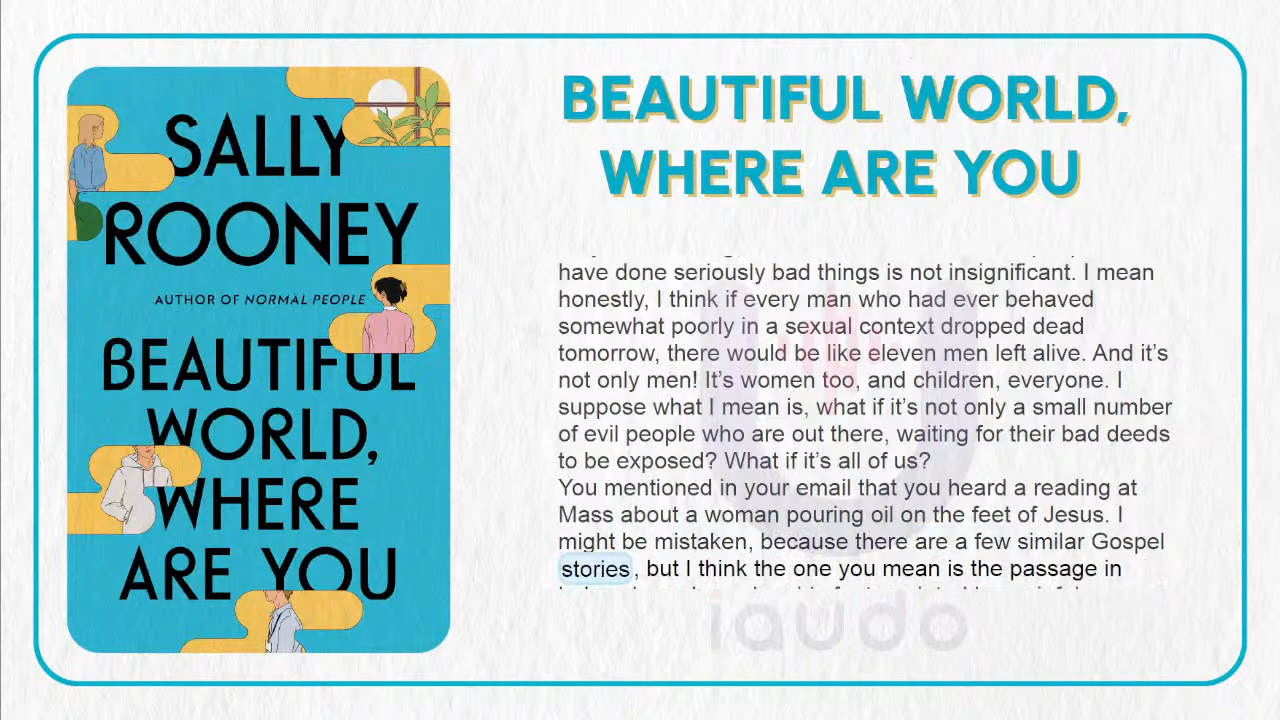 SALLY
ROONEY
AUTHOR OF NORMAL PEOPLE
BEAUTIFUL
WORLD,
WHERE
ARE YOU
BEAUTIFUL WORLD,
WHERE ARE YOU
have done seriously bad things is not insignificant. I mean
honestly, I think if every man who had ever behaved
somewhat poorly in a sexual context dropped dead
tomorrow, there would be like eleven men left alive. And it’s
not only men! It’s women too, and children, everyone. I
suppose what I mean is, what if it’s not only a small number
of evil people who are out there, waiting for their bad deeds
to be exposed? What if it’s all of us?
You mentioned in your email that you heard a reading at
Mass about a woman pouring oil on the feet of Jesus. I
might be mistaken, because there are a few similar Gospel
stories, but I think the one you mean is the passage in
iaudo